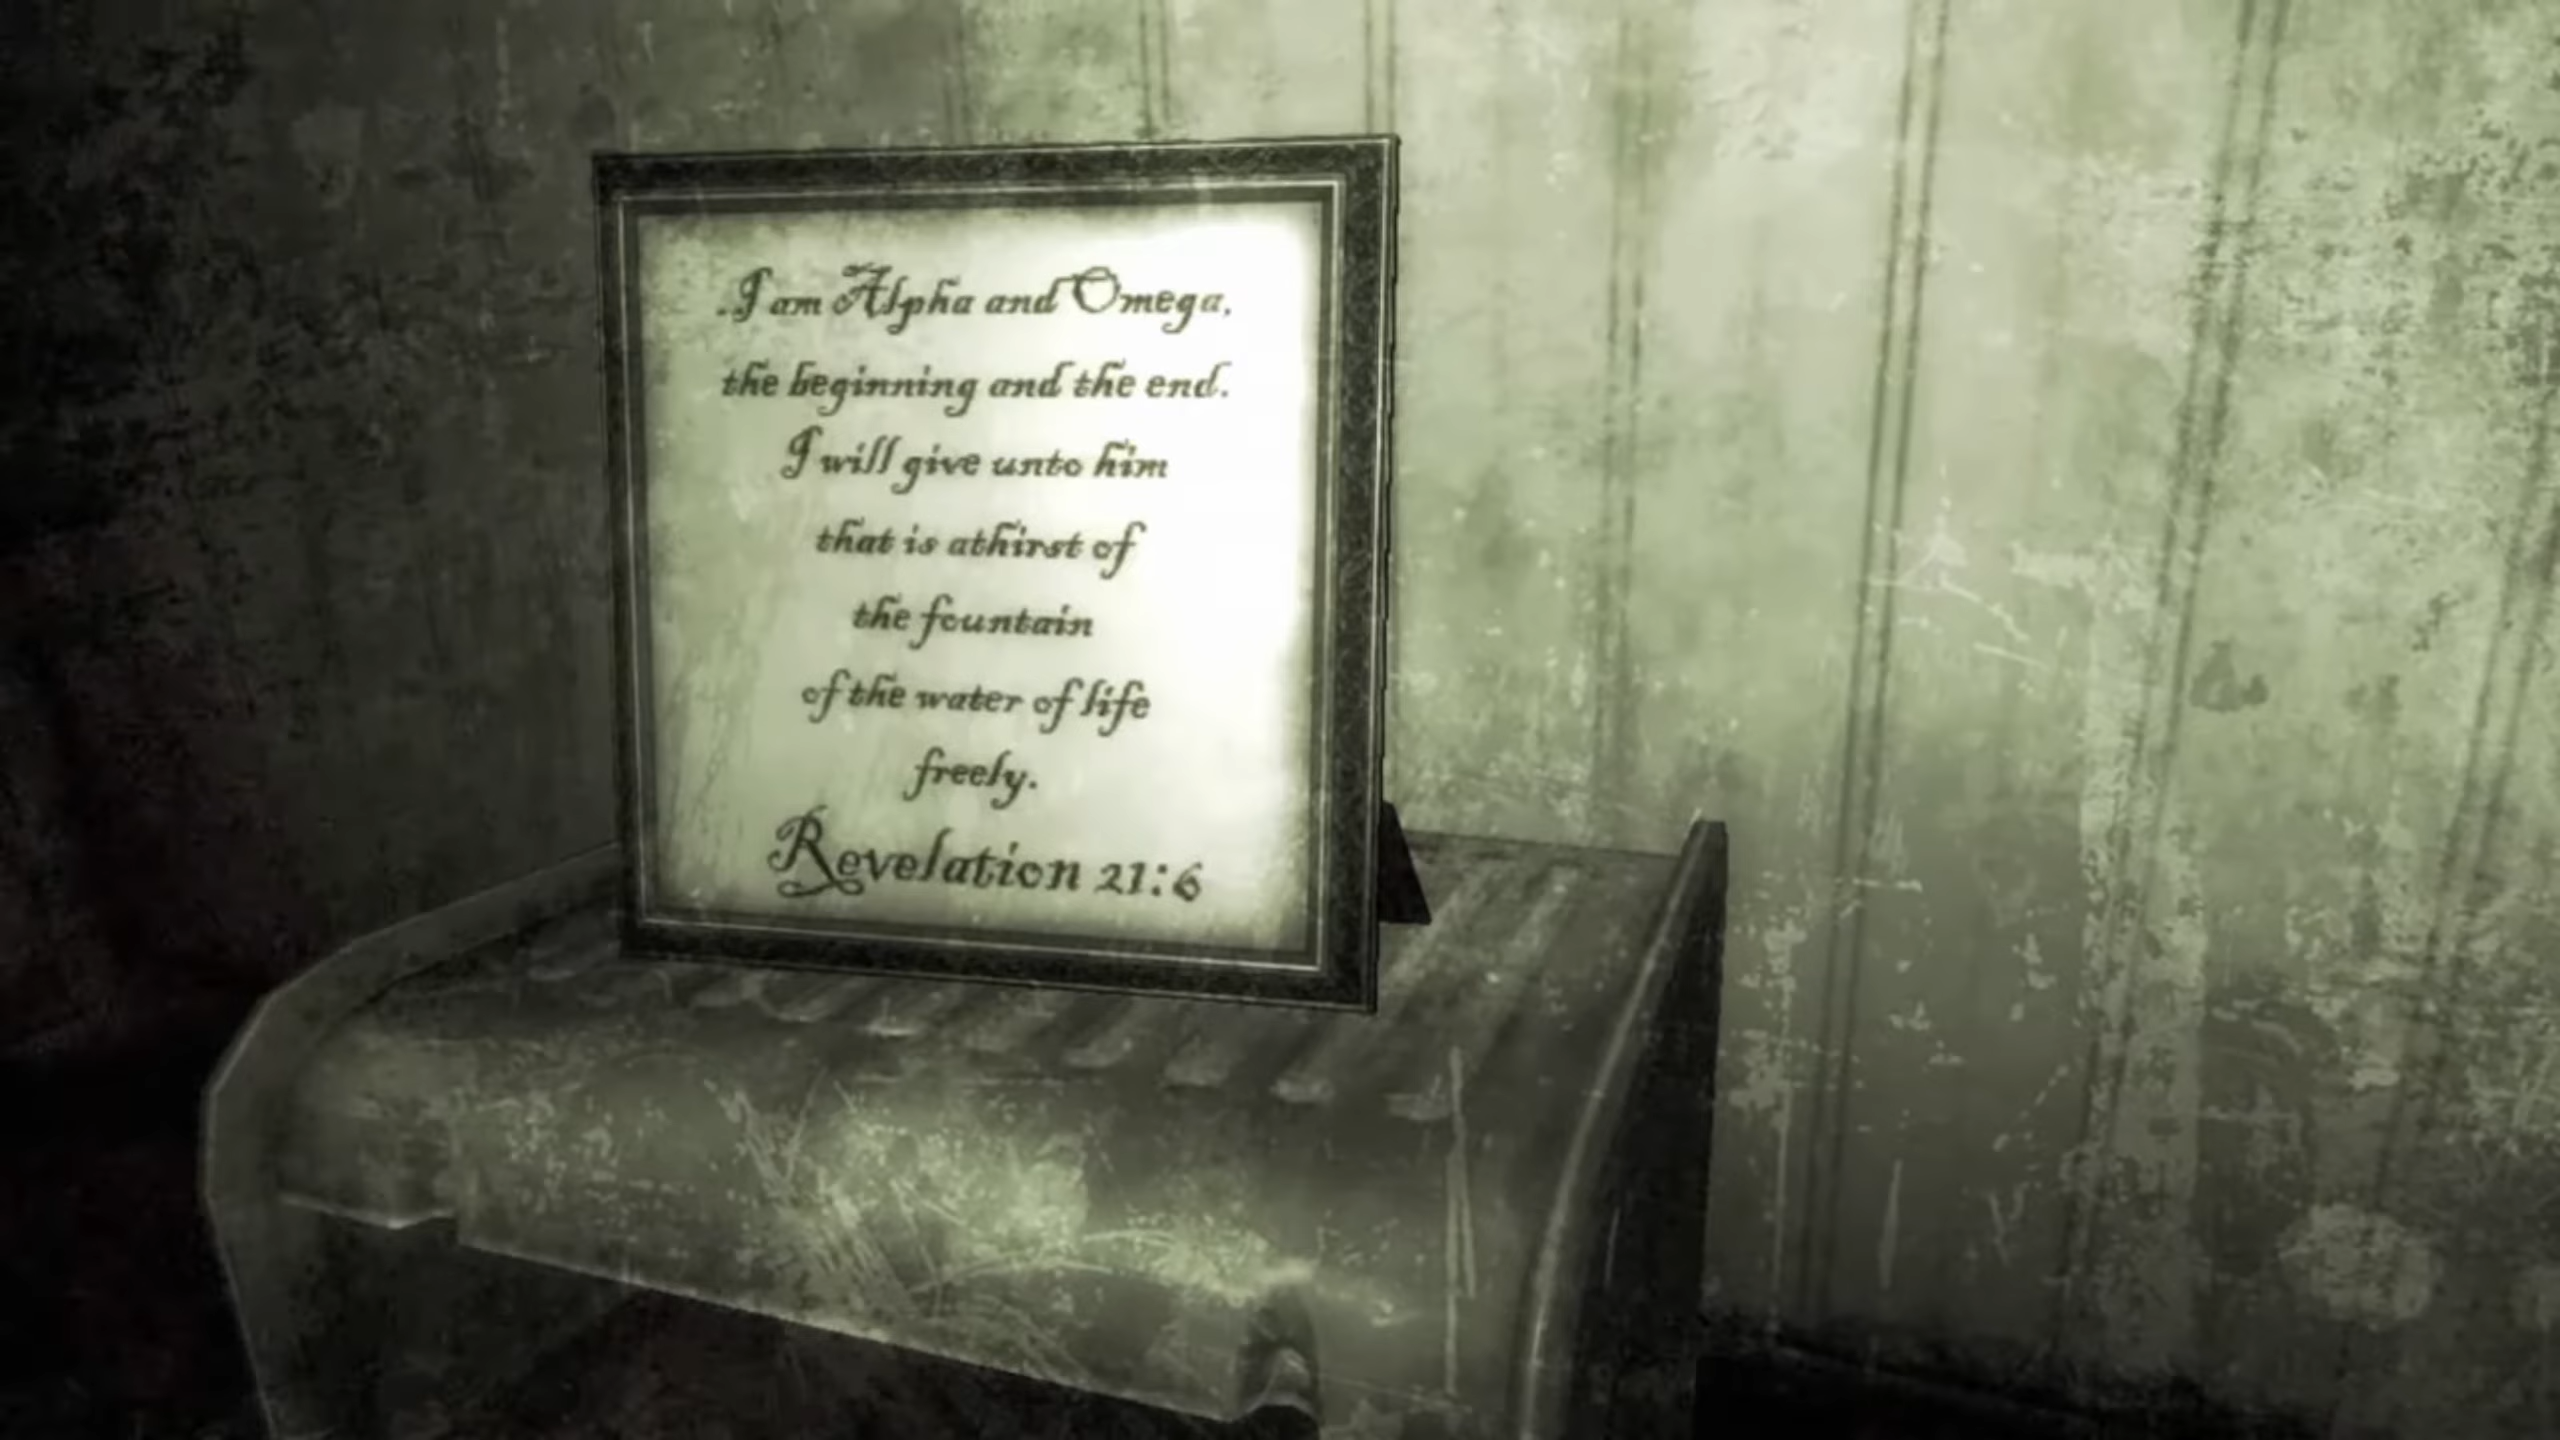 I am Alpha and Omega,
the beginning and the end.
I will give unto him
that is athirst of
the fountain
of the water of life
freely.
Revelation 21:6